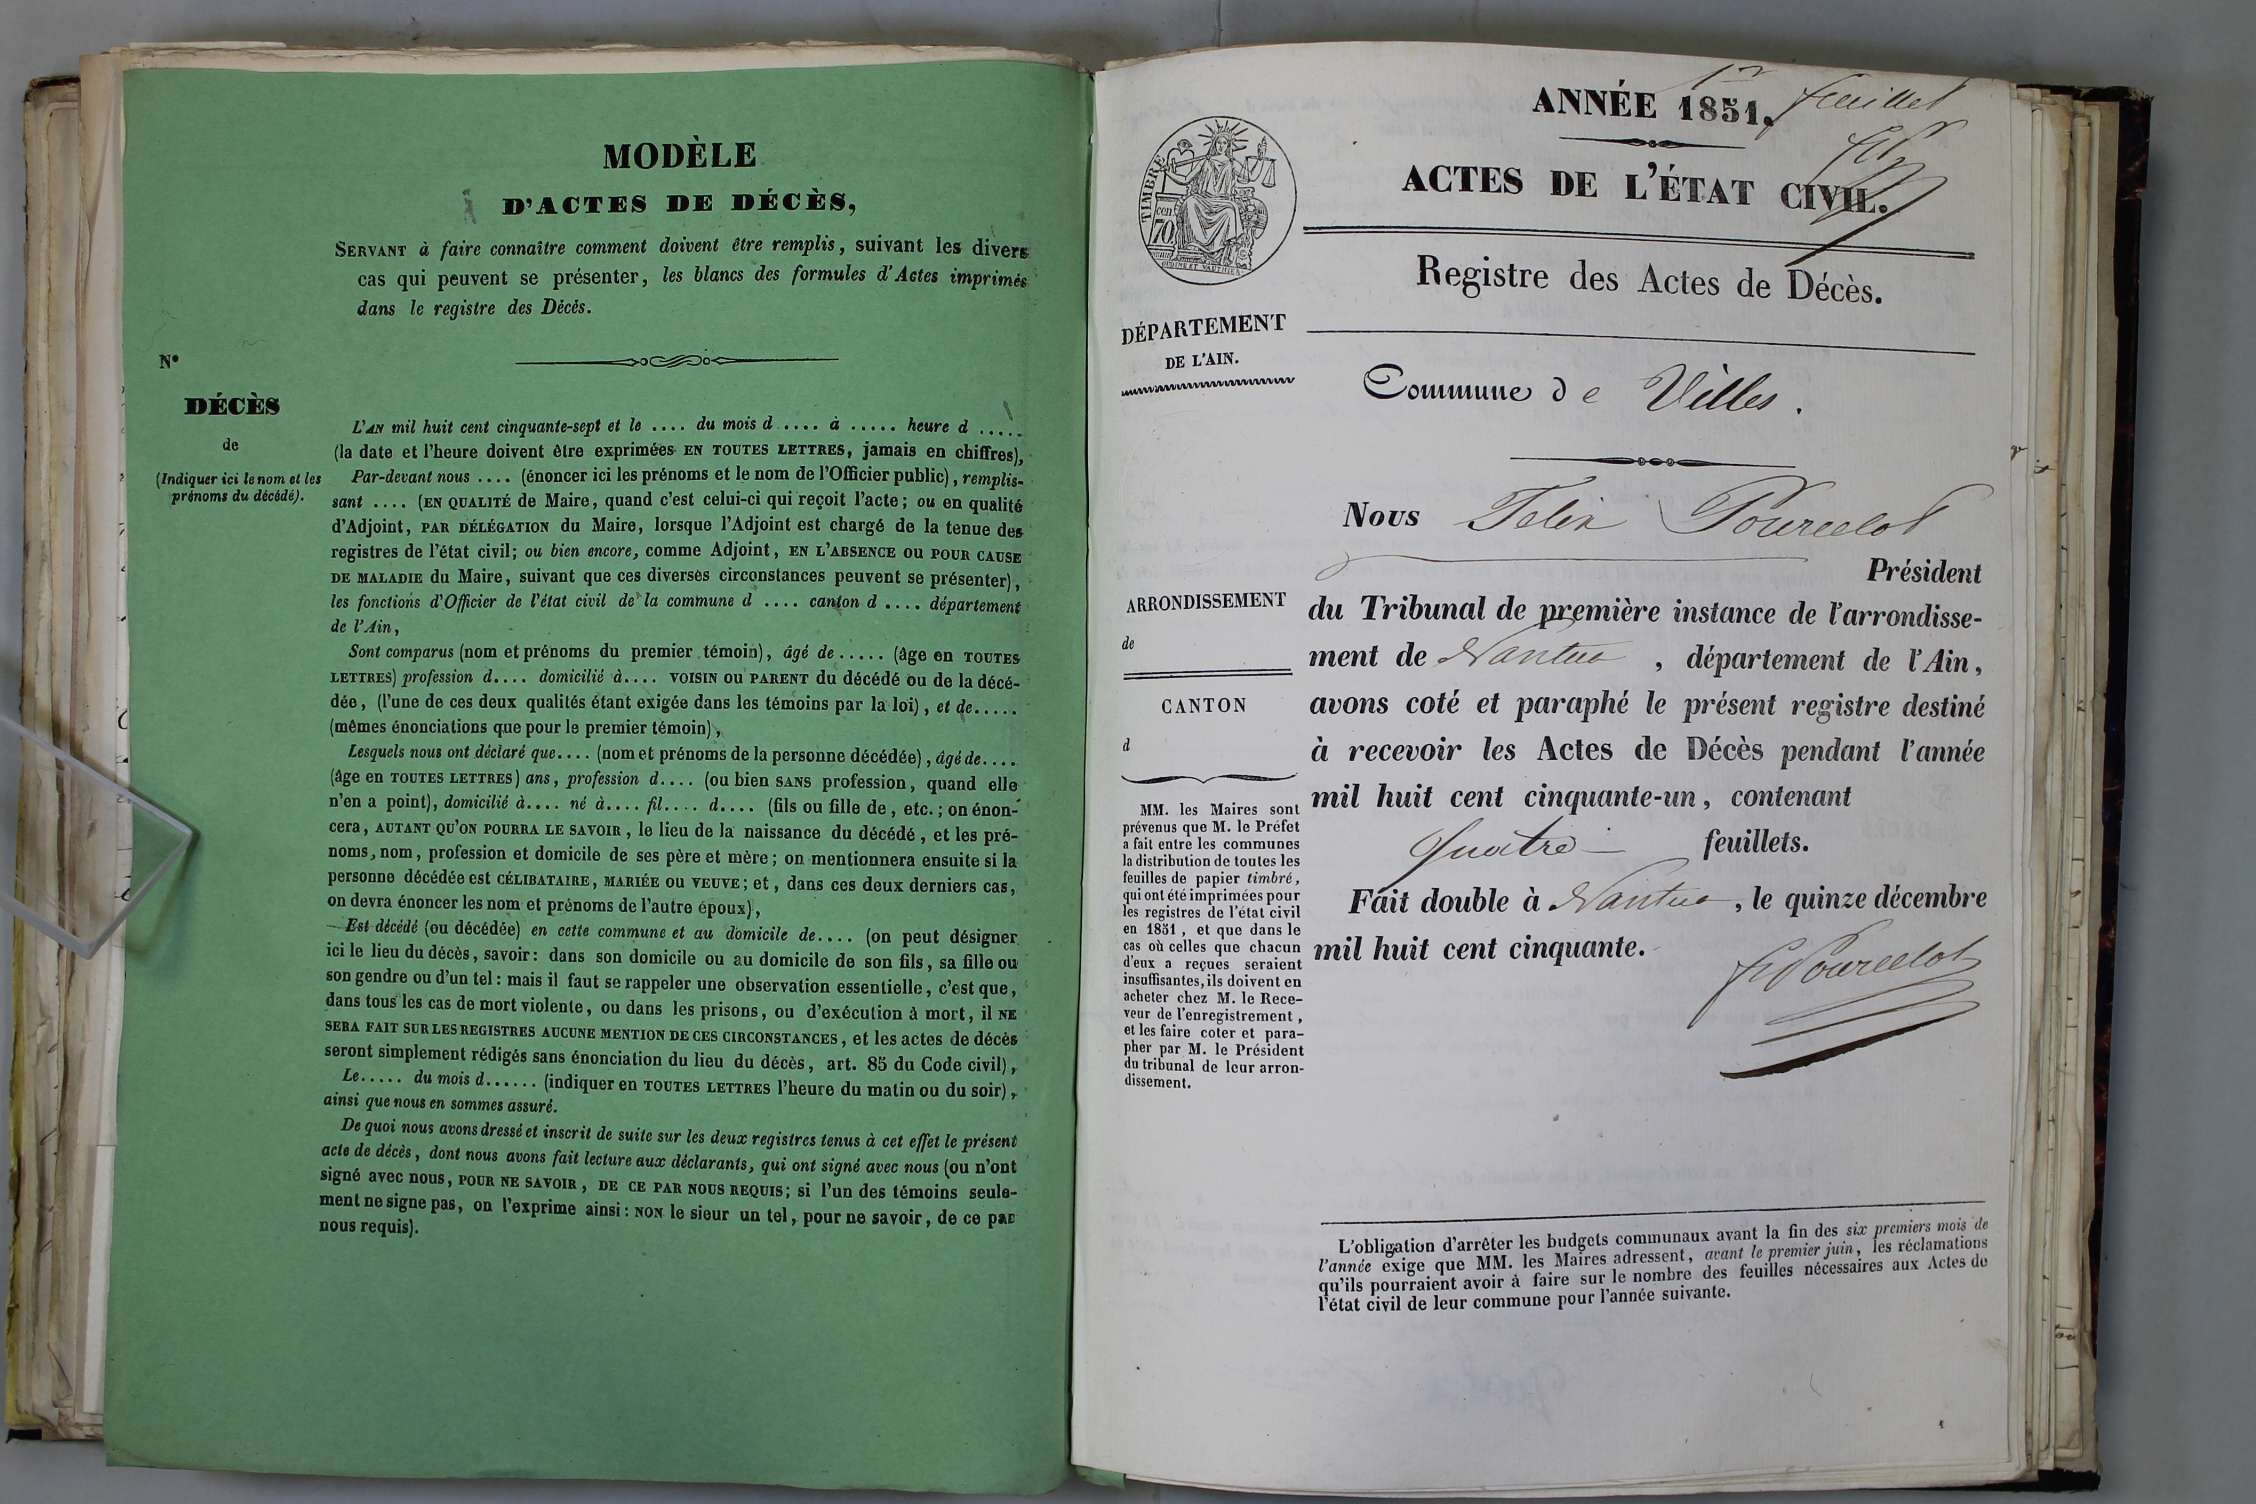 MODÈLE
D'ACTES DE DÉCÈS,
SERVANT à faire connaître comment doivent être remplis, suivant les divers
cas qui peuvent se présenter, les blancs des formules d'Actes imprimés
dans le registre des Décès.
N°
DÉCÈS
de
(Indiquer ici le nom et les
prénoms du décédé).
L'AN mil huit cent cinquante-sept et le .... du mois d ..... à ..... heure d .....
(la date et l'heure doivent être exprimées EN TOUTES LETTRES, jamais en chiffres),
Par-devant nous .... (énoncer ici les prénoms et le nom de l'Officier public), remplis-
sant .... (EN QUALITÉ de Maire, quand c'est celui-ci qui reçoit l'acte; ou en qualité
d'Adjoint, PAR DÉLÉGATION du Maire, lorsque l'Adjoint est chargé de la tenue des
registres de l'état civil; ou bien encore, comme Adjoint, EN L'ABSENCE OU POUR CAUSE
DE MALADIE du Maire, suivant que ces diverses circonstances peuvent se présenter),
les fonctions d'Officier de l'état civil de la commune d .... canton d .... département
de l'Ain,
Sont comparus (nom et prénoms du premier témoin), âgé de ..... (âge en TOUTES
LETTRES) profession d.... domicilié à.... VOISIN OU PARENT du décédé ou de la décé-
dée, (l'une de ces deux qualités étant exigée dans les témoins par la loi), et de.....
(mêmes énonciations que pour le premier témoin),
Lesquels nous ont déclaré que.... (nom et prénoms de la personne décédée), âgé de....
(âge en TOUTES LETTRES) ans, profession d.... (ou bien SANS profession, quand elle
n'en a point), domicilié à.... né à.... fil.... d.... (fils ou fille de, etc.; on énon-
cera, AUTANT QU'ON POURRA LE SAVOIR, le lieu de la naissance du décédé, et les pré-
noms, nom, profession et domicile de ses père et mère; on mentionnera ensuite si la
personne décédée est CÉLIBATAIRE, MARIÉE OU VEUVE; et, dans ces deux derniers cas,
on devra énoncer les nom et prénoms de l'autre époux),
Est décédé (ou décédée) en cette commune et au domicile de.... (on peut désigner
ici le lieu du décès, savoir: dans son domicile ou au domicile de son fils, sa fille ou
son gendre ou d'un tel: mais il faut se rappeler une observation essentielle, c'est que,
dans tous les cas de mort violente, ou dans les prisons, ou d'exécution à mort, il NE
SERA FAIT SUR LES REGISTRES AUCUNE MENTION DE CES CIRCONSTANCES, et les actes de décès
seront simplement rédigés sans énonciation du lieu du décès, art. 85 du Code civil),
Le..... du mois d...... (indiquer en TOUTES LETTRES l'heure du matin ou du soir),
ainsi que nous en sommes assuré.
De quoi nous avons dressé et inscrit de suite sur les deux registres tenus à cet effet le présent
acte de décès, dont nous avons fait lecture aux déclarants, qui ont signé avec nous (ou n'ont
signé avec nous, POUR NE SAVOIR, DE CE PAR NOUS REQUIS; si l'un des témoins seule-
ment ne signe pas, on l'exprime ainsi: NON le sieur un tel, pour ne savoir, de ce par
nous requis).
1er feuillet
ANNÉE 1851.
ACTES DE L'ÉTAT CIVIL.
Registre des Actes de Décès.
TIMBRE
cen
70
DÉPARTEMENT
DE L'AIN.
Commune de Villes.
Nous Felix Pourcelot
Président
du Tribunal de première instance de l'arrondisse-
ment de Nantua, département de l'Ain,
avons coté et paraphé le présent registre destiné
à recevoir les Actes de Décès pendant l'année
mil huit cent cinquante-un, contenant
quatre feuillets.
Fait double à Nantua, le quinze décembre
mil huit cent cinquante.
F Pourcelot
ARRONDISSEMENT
de
CANTON
d
MM. les Maires sont
prévenus que M. le Préfet
a fait entre les communes
la distribution de toutes les
feuilles de papier timbré,
qui ont été imprimées pour
les registres de l'état civil
en 1851, et que dans le
cas où celles que chacun
d'eux a reçues seraient
insuffisantes, ils doivent en
acheter chez M. le Rece-
veur de l'enregistrement,
et les faire coter et para-
pher par M. le Président
du tribunal de leur arron-
dissement.
L'obligation d'arrêter les budgets communaux avant la fin des six premiers mois de
l'année exige que MM. les Maires adressent, avant le premier juin, les réclamations
qu'ils pourraient avoir à faire sur le nombre des feuilles nécessaires aux Actes de
l'état civil de leur commune pour l'année suivante.